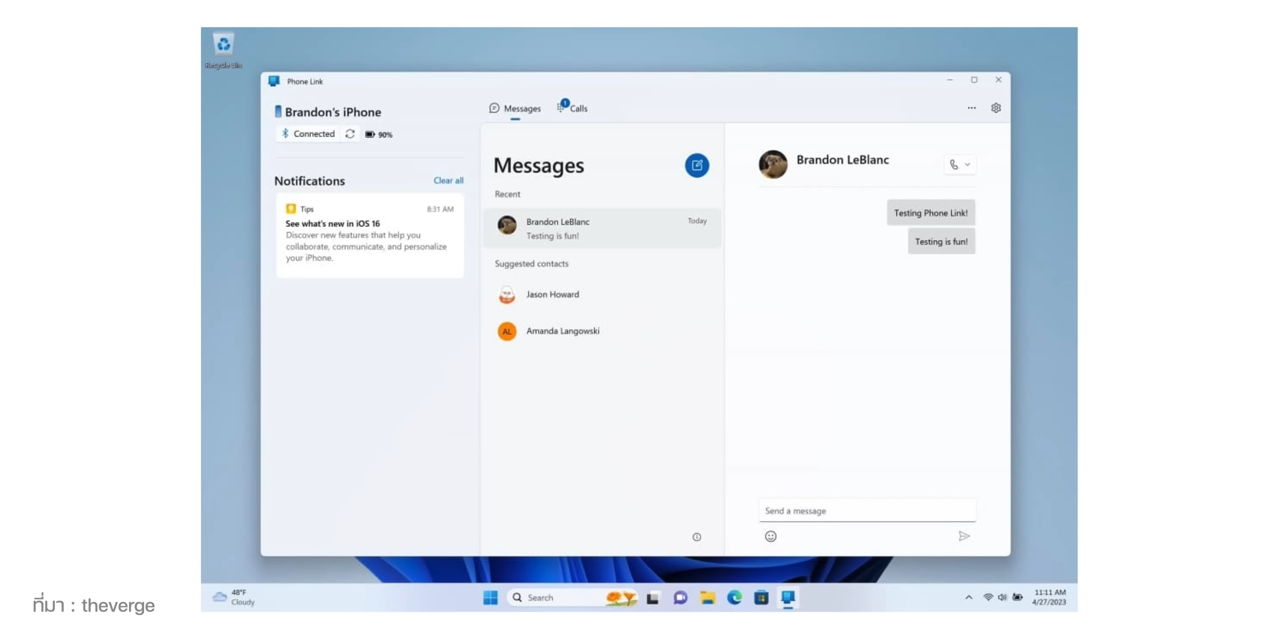 Recycle Bin
Phone Link
Brandon's iPhone
Connected
90%
Notifications
Clear all
Tips
8:31 AM
See what's new in iOS 16
Discover new features that help you
collaborate, communicate, and personalize
your iPhone.
Messages
1
Calls
Messages
Recent
Brandon LeBlanc
Today
Testing is fun!
Suggested contacts
Jason Howard
AL
Amanda Langowski
Brandon LeBlanc
Testing Phone Link!
Testing is fun!
Send a message
48°F
Cloudy
Search
11:11 AM
4/27/2023
ที่มา : theverge